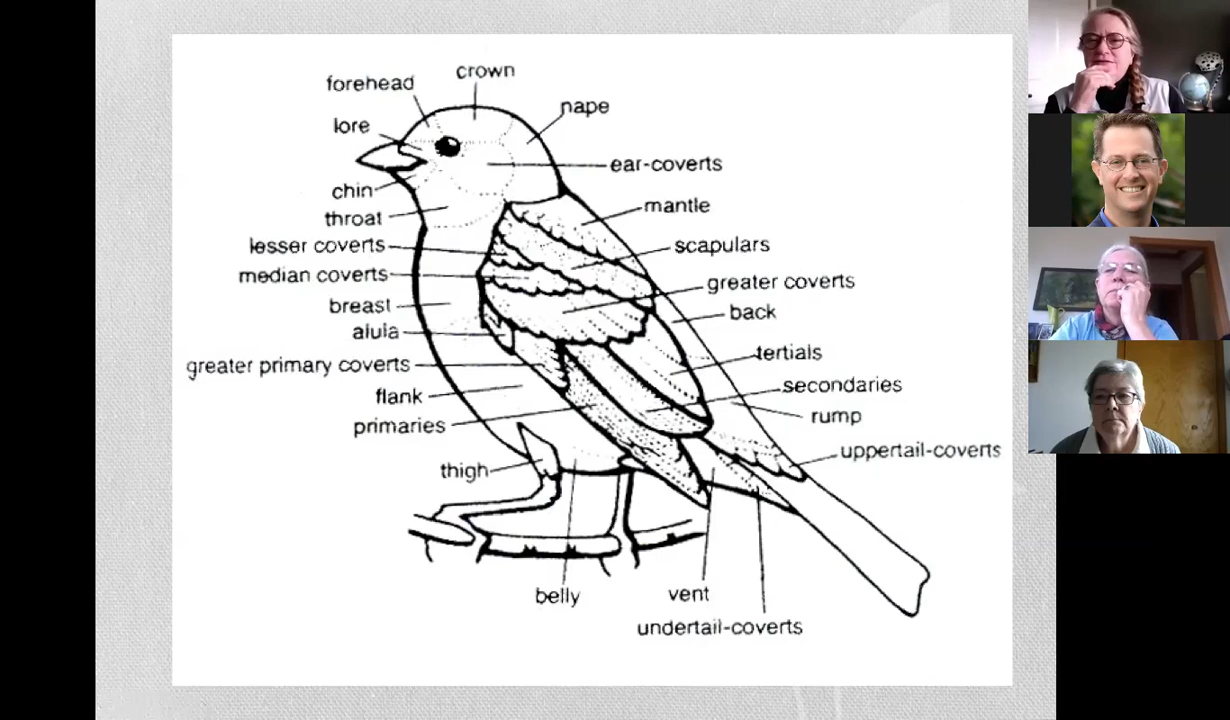 crown
forehead
nape
lore
ear-coverts
chin
mantle
throat
lesser coverts
scapulars
median coverts
greater coverts
breast
back
alula
tertials
greater primary coverts
secondaries
flank
rump
primaries
uppertail-coverts
thigh
belly
vent
undertail-coverts